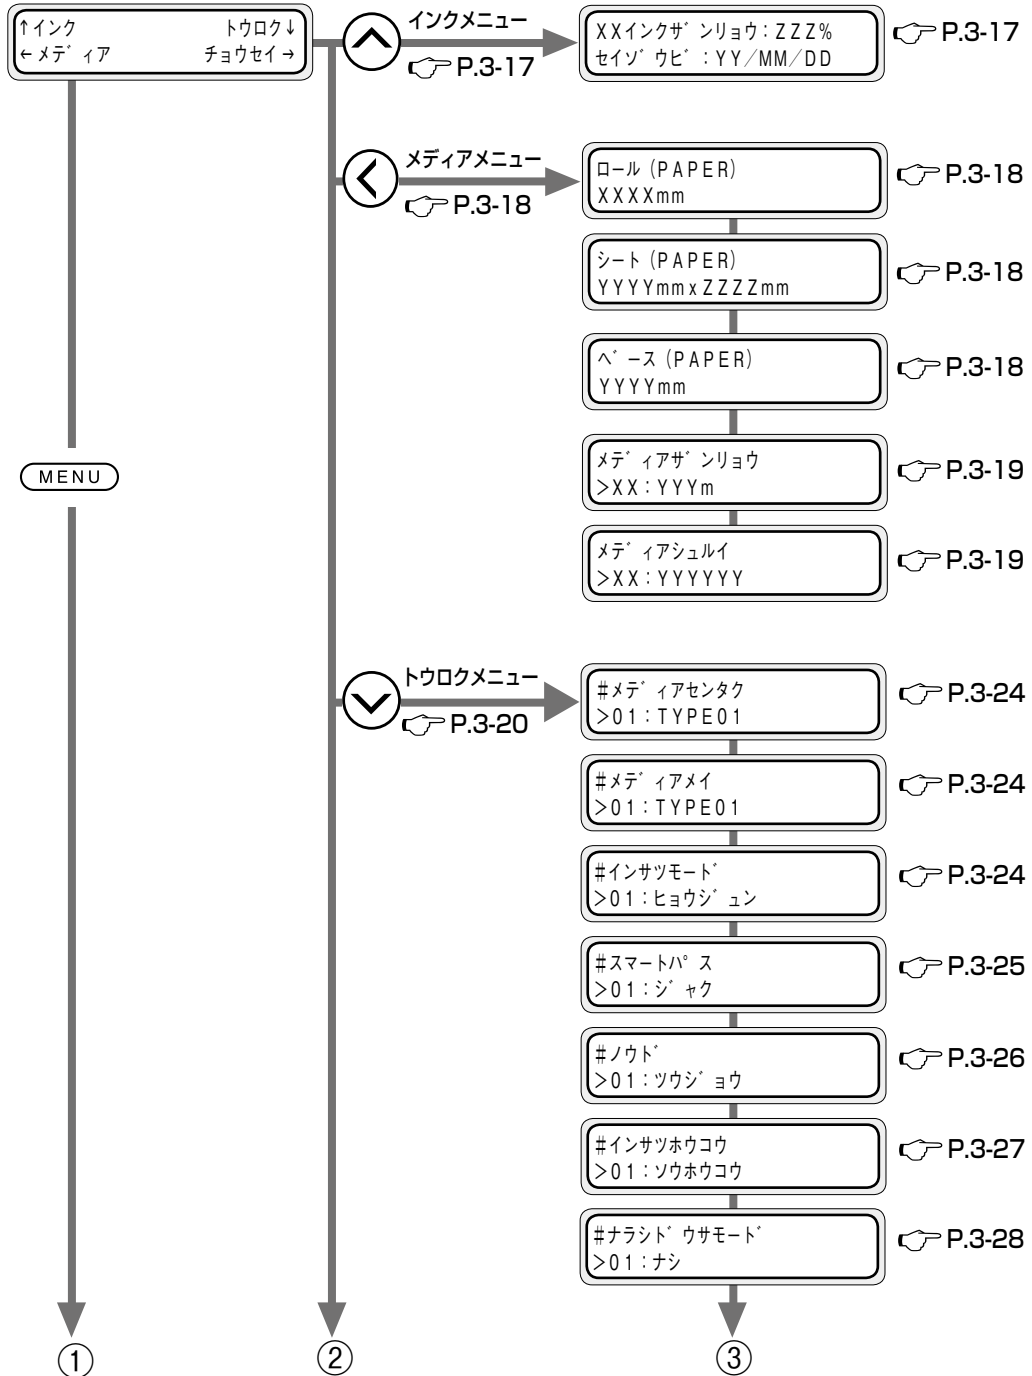 ↑インク トウロク↓
←メディア チョウセイ→
インクメニュー
P.3-17
XXインクザンリョウ:ZZZ%
セイゾウビ:YY/MM/DD
P.3-17
メディアメニュー
P.3-18
ロール(PAPER)
XXXXmm
P.3-18
シート(PAPER)
YYYYmmxZZZZmm
P.3-18
ベース(PAPER)
YYYYmm
P.3-18
MENU
メディアザンリョウ
>XX:YYYm
P.3-19
メディアシュルイ
>XX:YYYYYY
P.3-19
トウロクメニュー
P.3-20
#メディアセンタク
>01:TYPE01
P.3-24
#メディアメイ
>01:TYPE01
P.3-24
#インサツモード
>01:ヒョウジュン
P.3-24
#スマートパス
>01:ジャク
P.3-25
#ノウド
>01:ツウジョウ
P.3-26
#インサツホウコウ
>01:ソウホウコウ
P.3-27
#ナラシドウサモード
>01:ナシ
P.3-28
① ② ③